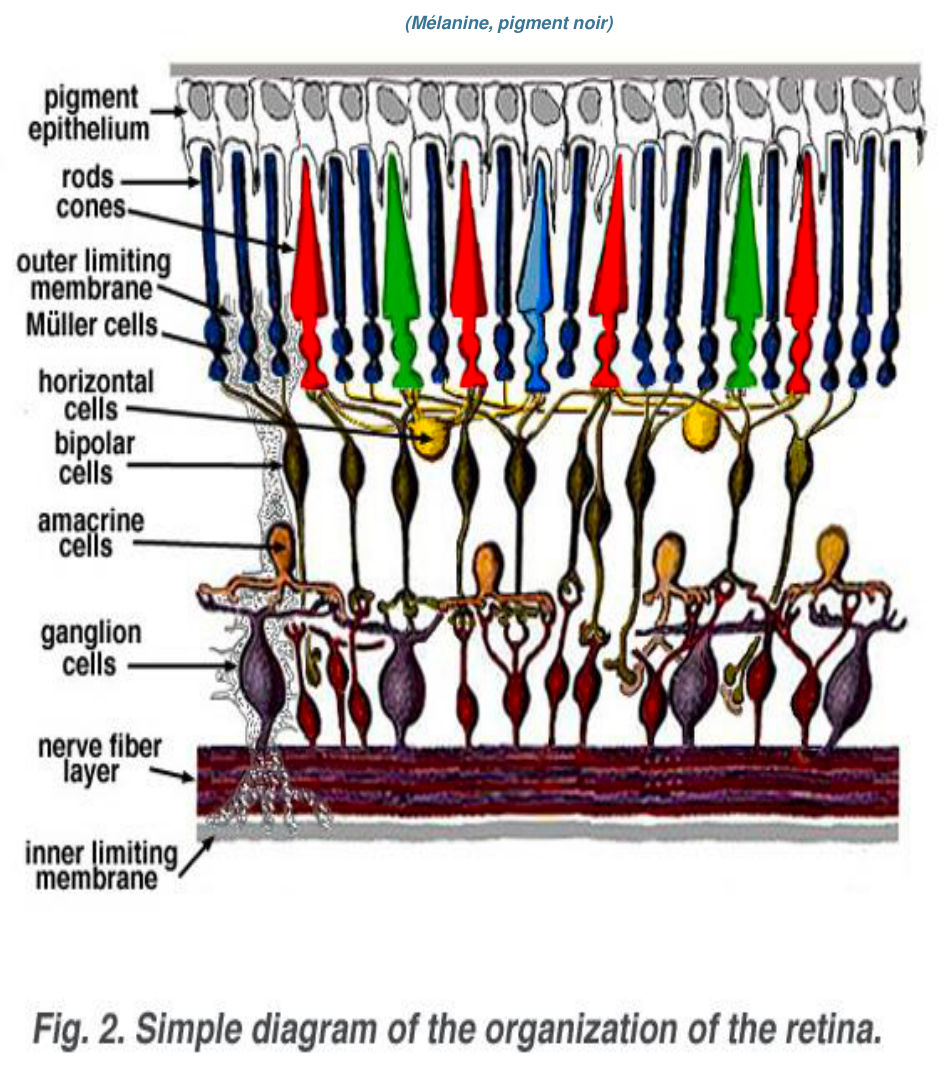 (Mélanine, pigment noir)
pigment
epithelium
rods
cones
outer limiting
membrane
Müller cells
horizontal
cells
bipolar
cells
amacrine
cells
ganglion
cells
nerve fiber
layer
inner limiting
membrane
Fig. 2. Simple diagram of the organization of the retina.